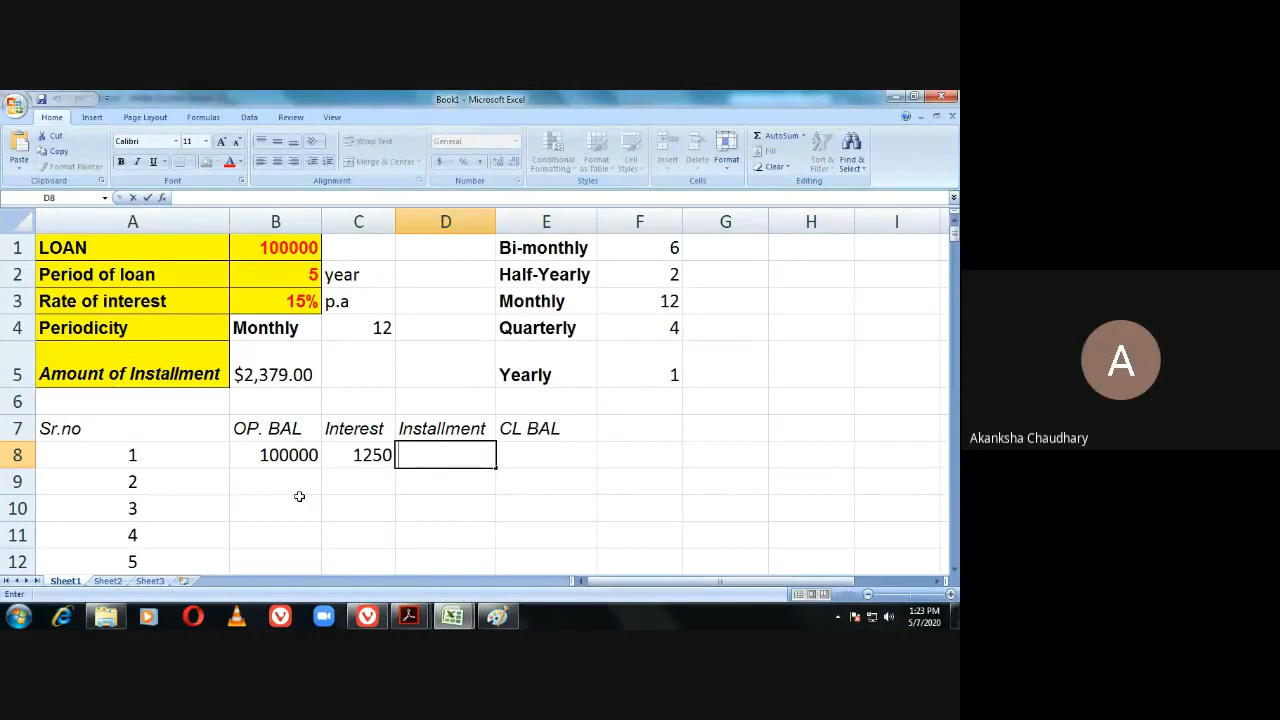 Book1 - Microsoft Excel
Home Insert Page Layout Formulas Data Review View
Cut
Copy
Format Painter
Paste
Clipboard
Calibri 11
B I U
Font
Wrap Text
Merge & Center
Alignment
General
Number
Conditional Formatting
Format as Table
Cell Styles
Styles
Insert
Delete
Format
Cells
AutoSum
Fill
Clear
Sort & Filter
Find & Select
Editing
D8
A B C D E F G H I
1 LOAN 100000 Bi-monthly 6
2 Period of loan 5 year Half-Yearly 2
3 Rate of interest 15% p.a Monthly 12
4 Periodicity Monthly 12 Quarterly 4
5 Amount of Installment $2,379.00 Yearly 1
6
7 Sr.no OP. BAL Interest Installment CL BAL
8 1 100000 1250
9 2
10 3
11 4
12 5
Sheet1 Sheet2 Sheet3
Enter
1:23 PM
5/7/2020
A
Akanksha Chaudhary